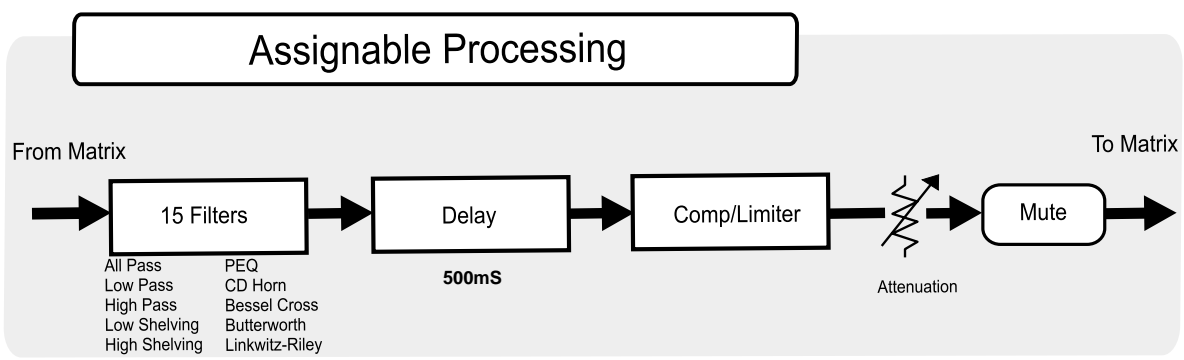 Assignable Processing
From Matrix
To Matrix
15 Filters
Delay
Comp/Limiter
Mute
All Pass
Low Pass
High Pass
Low Shelving
High Shelving
PEQ
CD Horn
Bessel Cross
Butterworth
Linkwitz-Riley
500mS
Attenuation